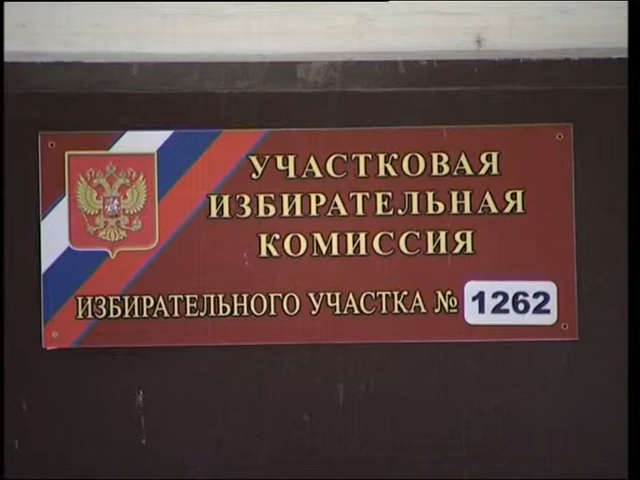 УЧАСТКОВАЯ
ИЗБИРАТЕЛЬНАЯ
КОМИССИЯ
ИЗБИРАТЕЛЬНОГО УЧАСТКА № 1262